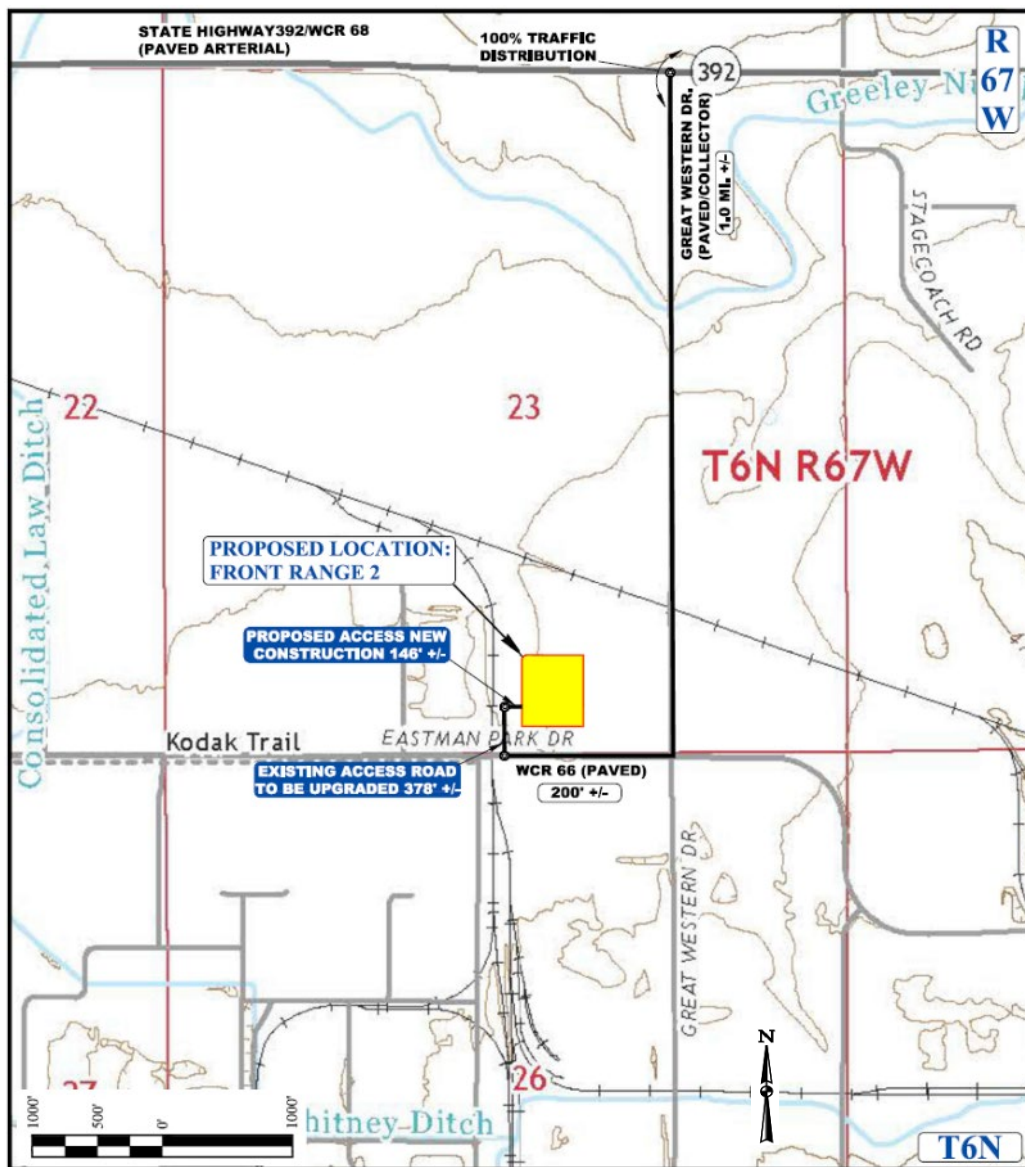 STATE HIGHWAY392/WCR 68
(PAVED ARTERIAL)
100% TRAFFIC
DISTRIBUTION
392
R
67
W
Greeley
GREAT WESTERN DR.
(PAVED/COLLECTOR)
1.0 MI. +/-
STAGECOACH RD
22
23
T6N R67W
Consolidated Law Ditch
PROPOSED LOCATION:
FRONT RANGE 2
PROPOSED ACCESS NEW
CONSTRUCTION 146' +/-
Kodak Trail
EASTMAN PARK DR
EXISTING ACCESS ROAD
TO BE UPGRADED 378' +/-
WCR 66 (PAVED)
200' +/-
GREAT WESTERN DR
N
26
27
1000'
500'
0'
1000'
hitney Ditch
T6N